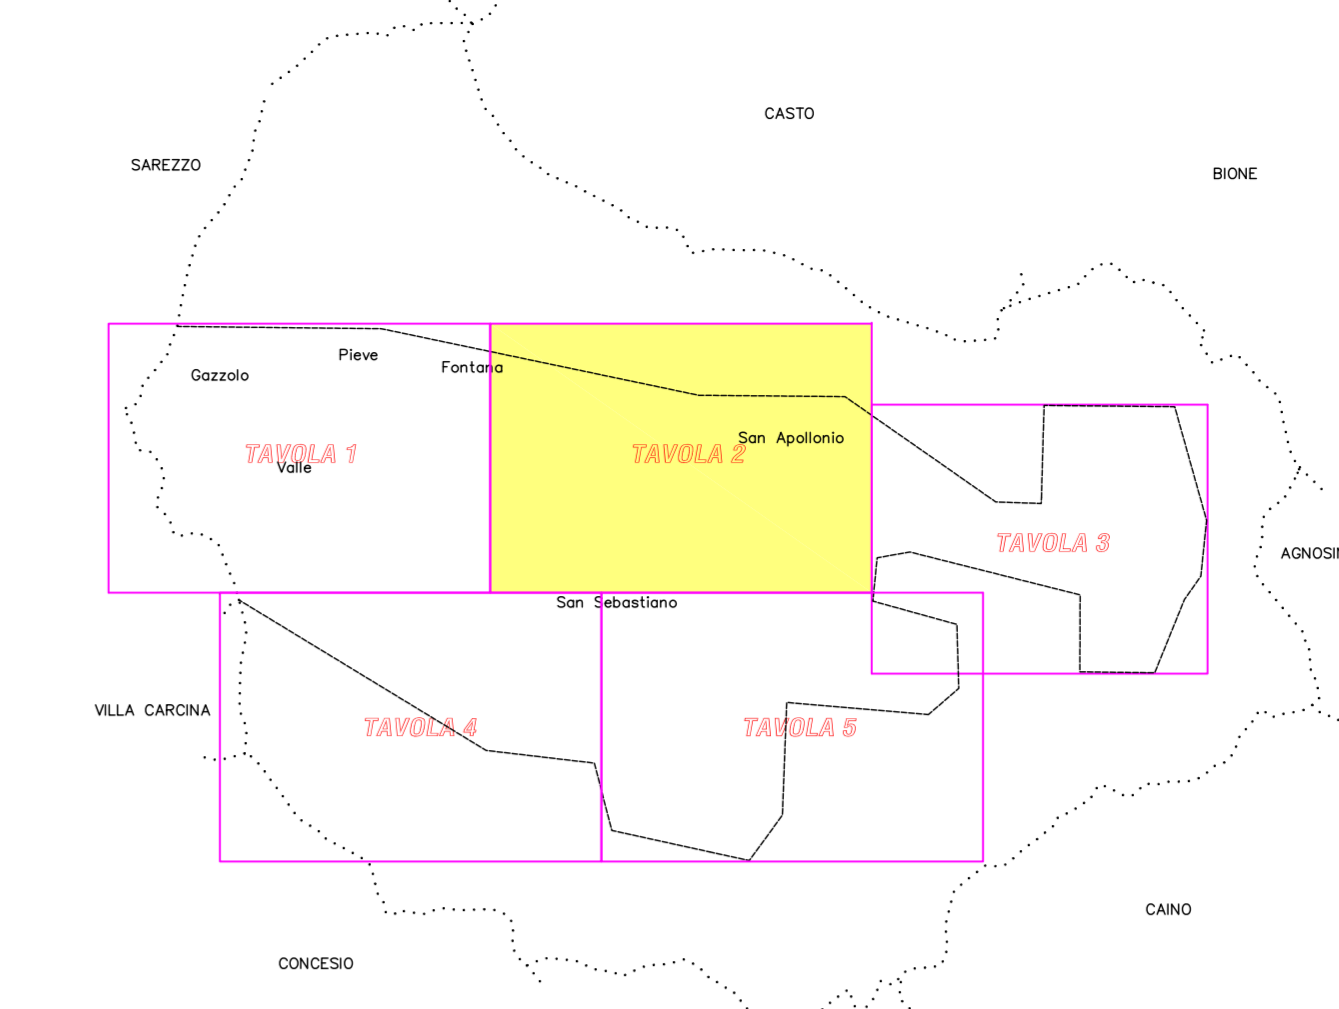 CASTO
SAREZZO
BIONE
Pieve
Fontana
Gazzolo
San Apollonio
TAVOLA 1
TAVOLA 2
Valle
TAVOLA 3
AGNOSI
San Sebastiano
VILLA CARCINA
TAVOLA 4
TAVOLA 5
CAINO
CONCESIO